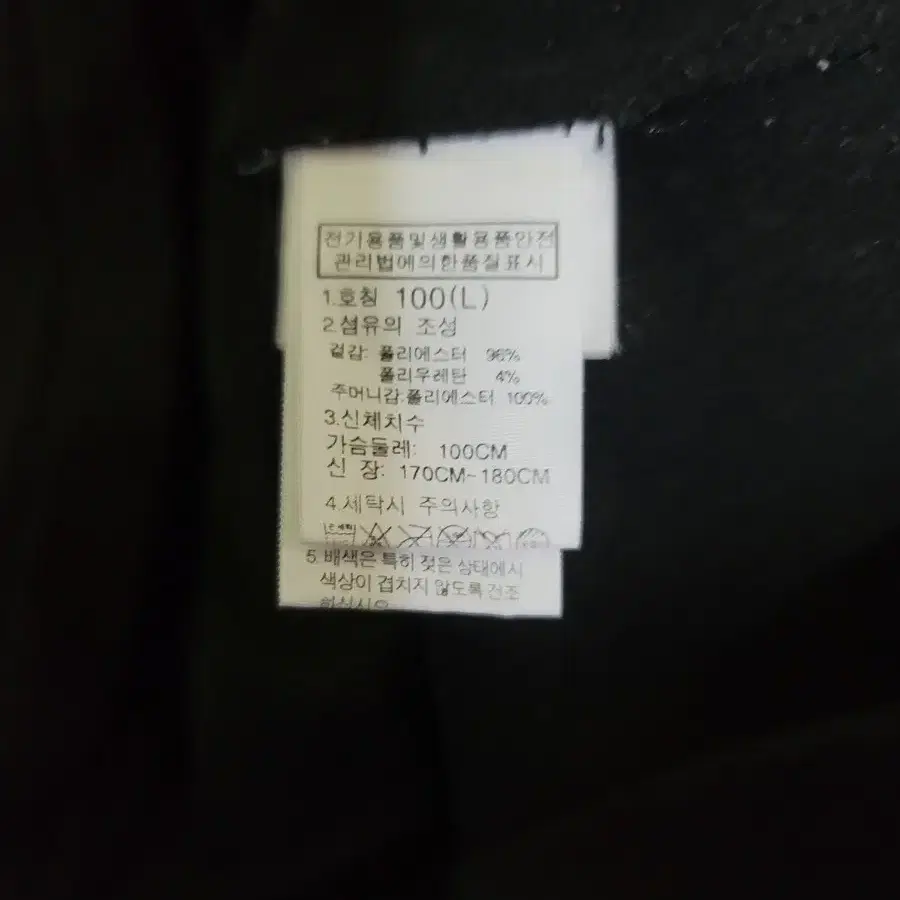 전기용품및생활용품안전
관리법에의한품질표시
1.호칭 100(L)
2.섬유의 조성
겉감: 폴리에스터 96%
폴리우레탄 4%
주머니감:폴리에스터 100%
3.신체치수
가슴둘레: 100CM
신 장: 170CM~180CM
4.세탁시 주의사항
5.배색은 특히 젖은 상태에서
색상이 겹치지 않도록 건조
하십시오